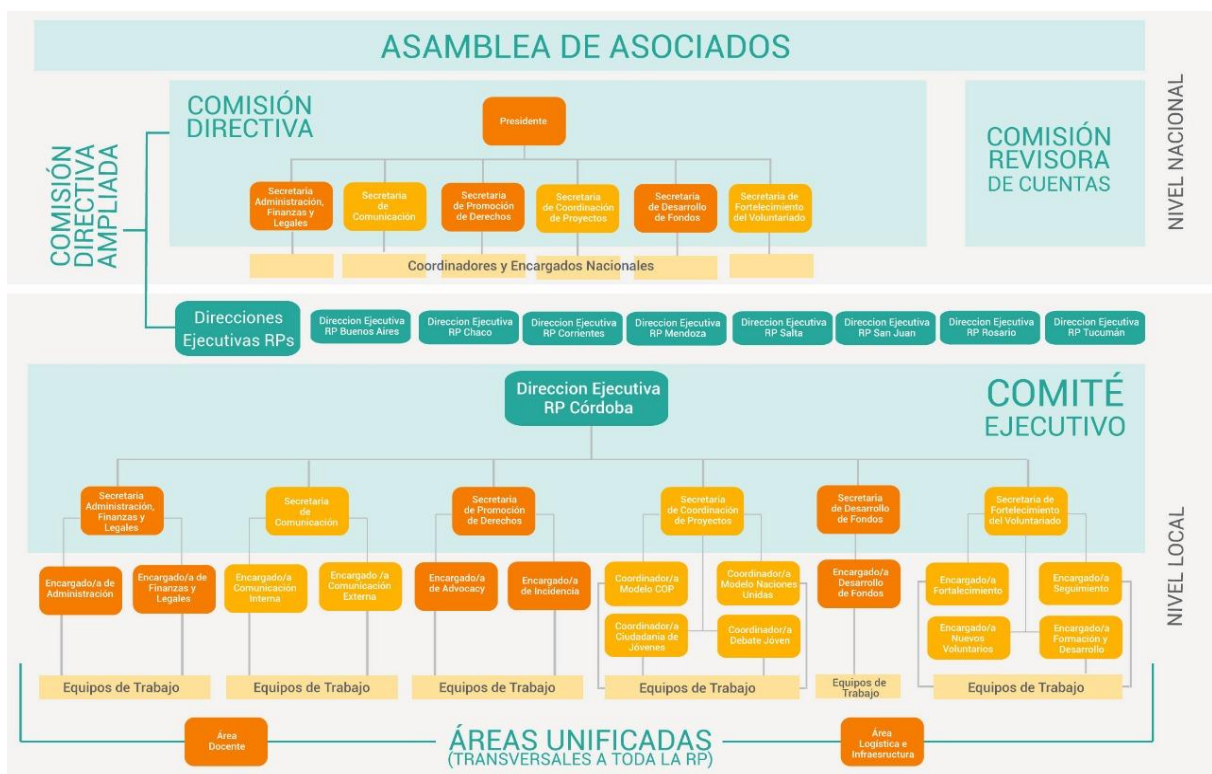 ASAMBLEA DE ASOCIADOS
COMISIÓN
DIRECTIVA
Presidente
Secretaria
Administración,
Finanzas y
Legales
Secretaria
de
Comunicación
Secretaria
de Promoción
de Derechos
Secretaria
de Coordinación
de Proyectos
Secretaria
de Desarrollo
de Fondos
Secretaria de
Fortelecimiento
del Voluntariado
Coordinadores y Encargados Nacionales
COMISIÓN
REVISORA
DE CUENTAS
NIVEL NACIONAL
COMISIÓN
DIRECTIVA
AMPLIADA
Direcciones
Ejecutivas RPs
Direccion Ejecutiva
RP Buenos Aires
Direccion Ejecutiva
RP Chaco
Direccion Ejecutiva
RP Corrientes
Direccion Ejecutiva
RP Mendoza
Direccion Ejecutiva
RP Salta
Direccion Ejecutiva
RP San Juan
Direccion Ejecutiva
RP Rosario
Direccion Ejecutiva
RP Tucumán
Direccion Ejecutiva
RP Córdoba
COMITÉ
EJECUTIVO
Secretaria
Administración,
Finanzas y
Legales
Secretaria
de
Comunicación
Secretaria
de Promoción
de Derechos
Secretaria
de Coordinación
de Proyectos
Secretaria
de Desarrollo
de Fondos
Secretaria de
Fortelecimiento
del Voluntariado
Encargado/a de
Administración
Encargado/a de
Finanzas y
Legales
Encargado/a
Comunicación
Interna
Encargado /a
Comunicación
Externa
Encargado/a
de Advocacy
Encargado/a
de Incidencia
Coordinador/a
Modelo COP
Coordinador/a
Modelo Naciones
Unidas
Coordinador/a
Ciudadanía de
Jóvenes
Coordinador/a
Debate Jóven
Encargado/a
Desarrollo
de Fondos
Encargado/a
Fortalecimiento
Encargado/a
Seguimiento
Encargado/a
Nuevos
Voluntarios
Encargado/a
Formación y
Desarrollo
Equipos de Trabajo
Equipos de Trabajo
Equipos de Trabajo
Equipos de Trabajo
Equipos de
Trabajo
Equipos de Trabajo
NIVEL LOCAL
Área
Docente
ÁREAS UNIFICADAS
(TRANSVERSALES A TODA LA RP)
Área
Logística e
Infraesructura